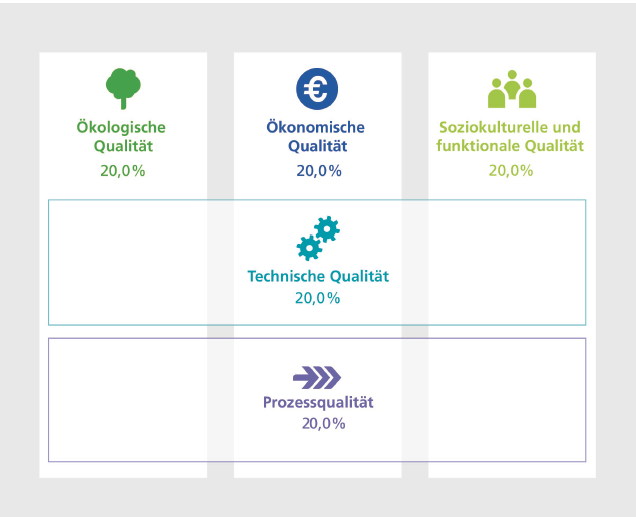 Ökologische
Qualität
20,0 %
Ökonomische
Qualität
20,0 %
Soziokulturelle und
funktionale Qualität
20,0 %
Technische Qualität
20,0 %
Prozessqualität
20,0 %